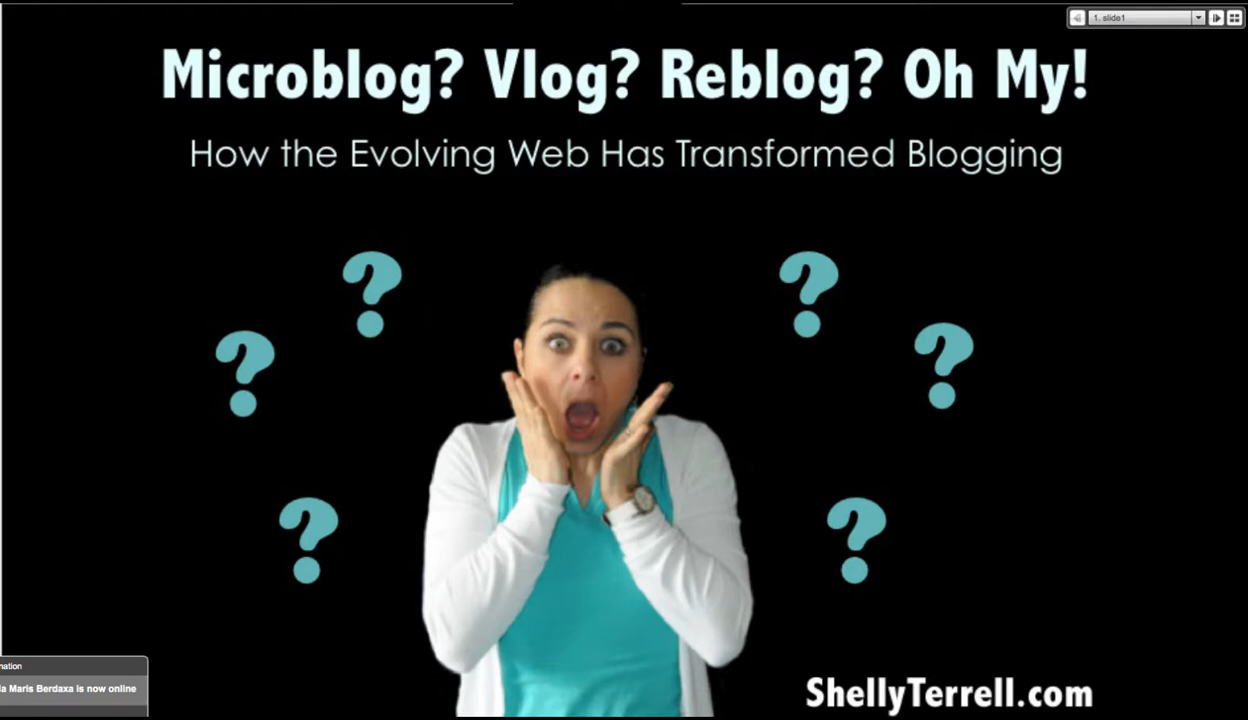 1. slide1
Microblog? Vlog? Reblog? Oh My!
How the Evolving Web Has Transformed Blogging
? ? ? ? ? ?
ShellyTerrell.com
Maris Berdaxa is now online